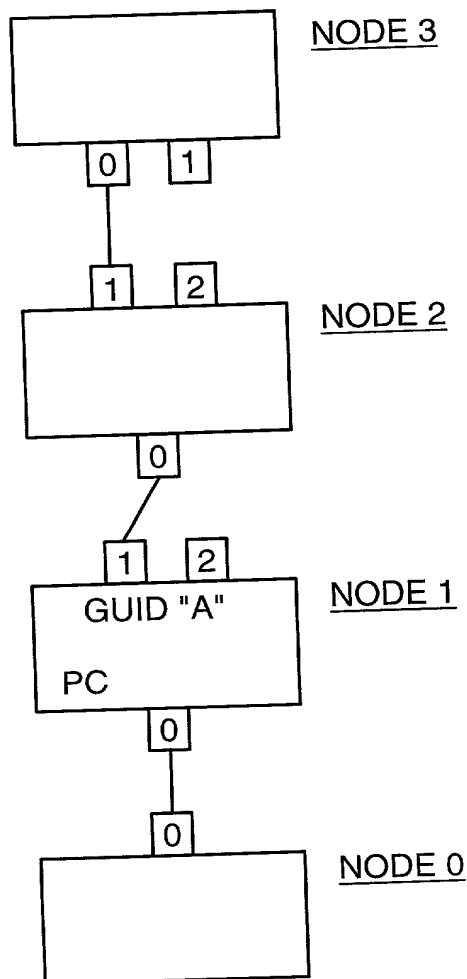 NODE 3
0 1
1 2
NODE 2
0
1 2
GUID "A"
NODE 1
PC
0
0
NODE 0